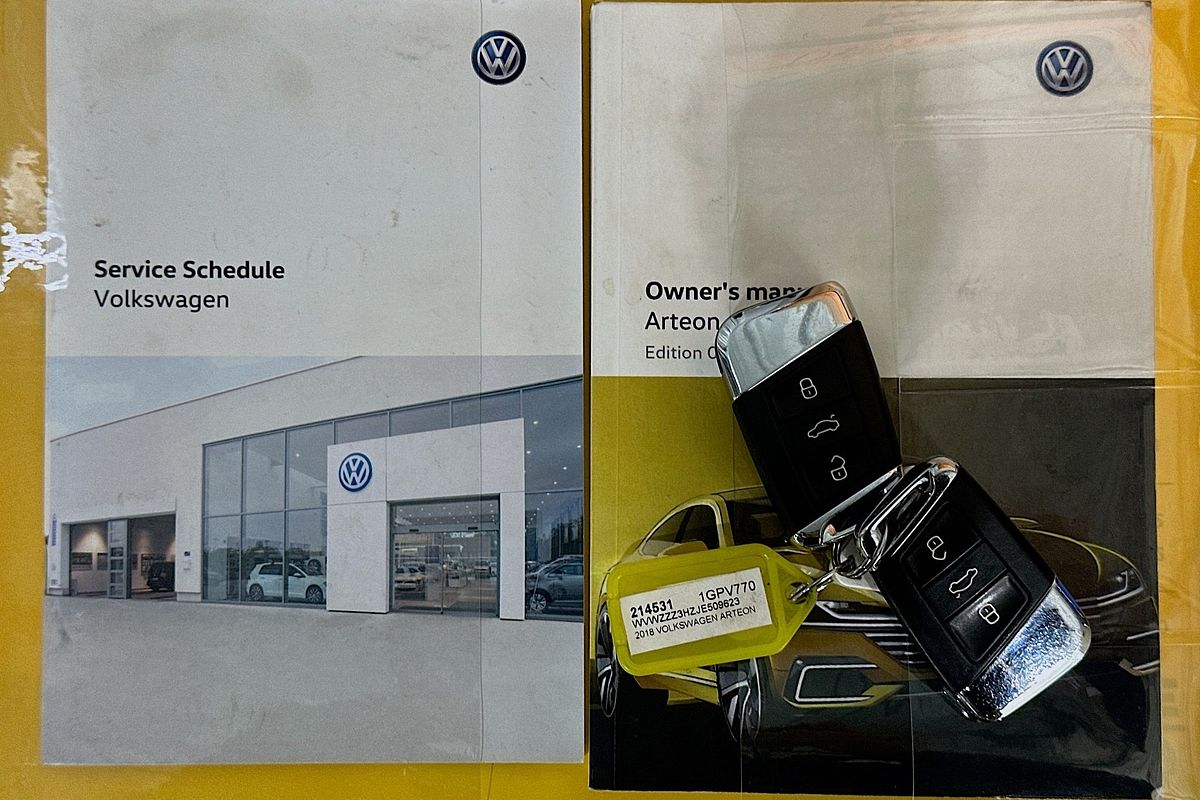 Service Schedule
Volkswagen
Owner's man
Arteon
Edition 0
214531 1GPV770
WVWZZZ3HZJE509623
2018 VOLKSWAGEN ARTEON